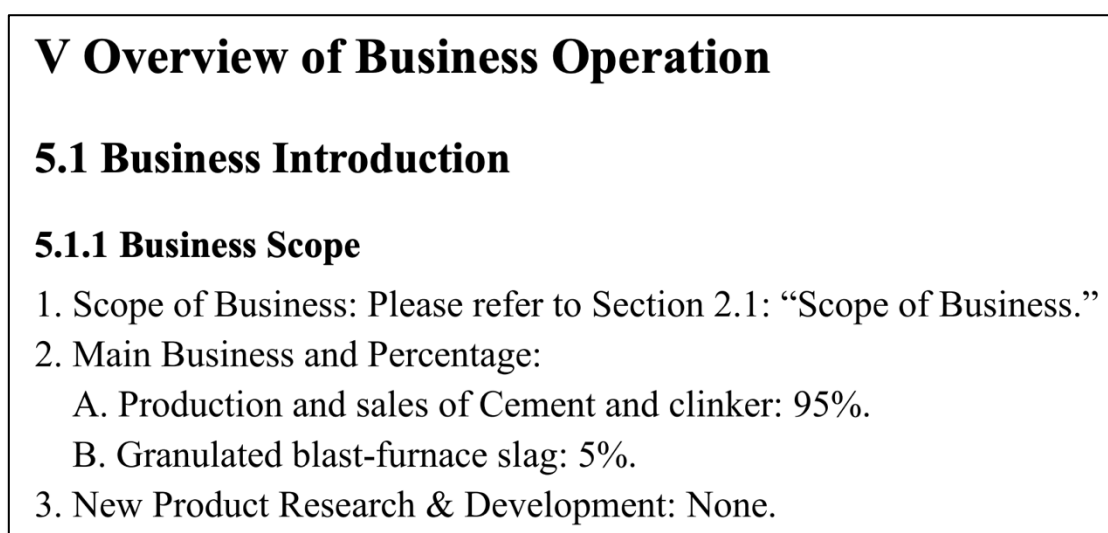 V Overview of Business Operation
5.1 Business Introduction
5.1.1 Business Scope
1. Scope of Business: Please refer to Section 2.1: “Scope of Business.”
2. Main Business and Percentage:
A. Production and sales of Cement and clinker: 95%.
B. Granulated blast-furnace slag: 5%.
3. New Product Research & Development: None.